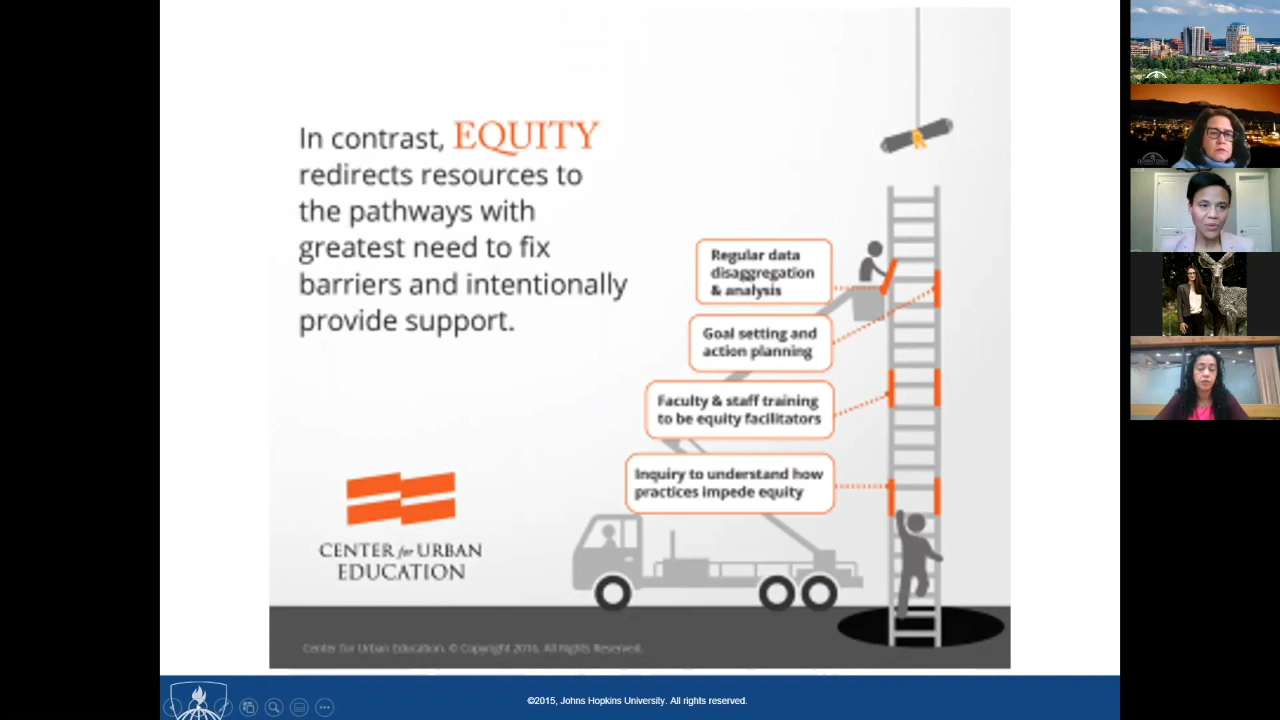 In contrast, EQUITY
redirects resources to
the pathways with
greatest need to fix
barriers and intentionally
provide support.
Regular data
disaggregation
& analysis
Goal setting and
action planning
Faculty & staff training
to be equity facilitators
Inquiry to understand how
practices impede equity
CENTER for URBAN
EDUCATION
Center for Urban Education. © Copyright 2016. All Rights Reserved.
©2015, Johns Hopkins University. All rights reserved.